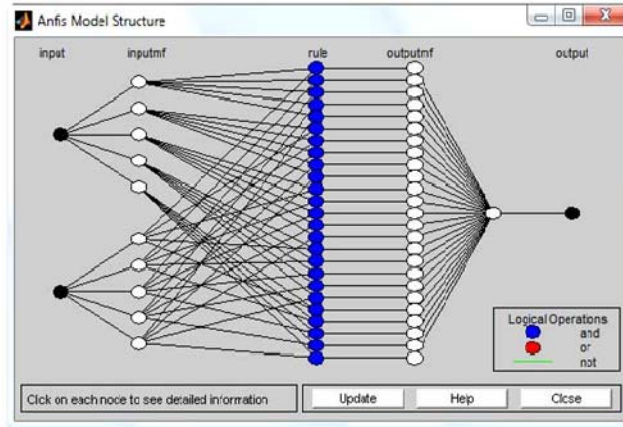 Anfis Model Structure
input inputmf rule outputmf output
Logical Operations
and
or
not
Click on each node to see detailed information
Update Help Close